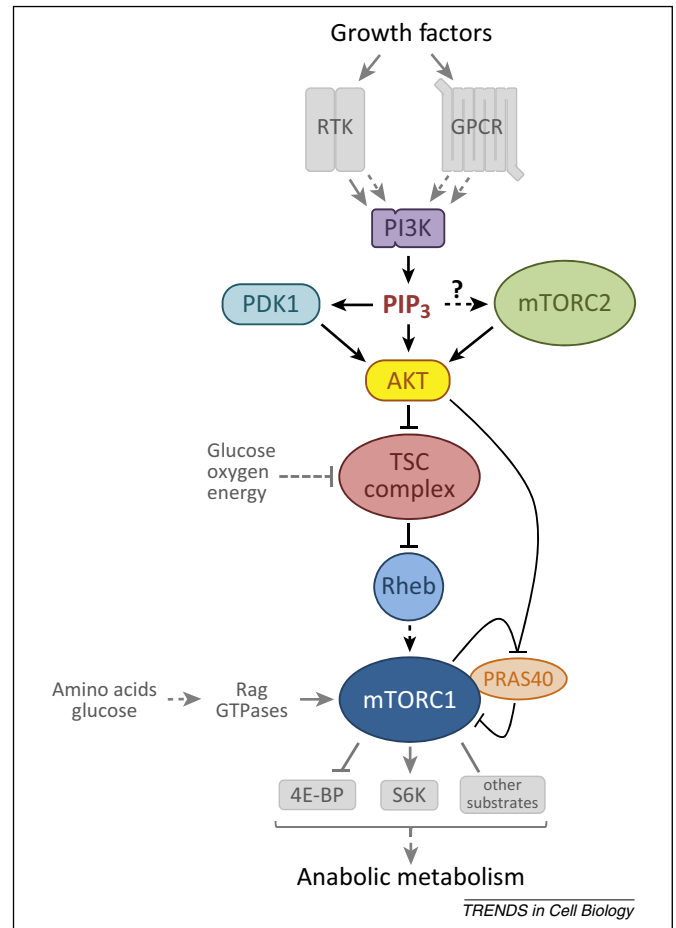 Growth factors
RTK
GPCR
PI3K
PDK1
PIP₃
?
mTORC2
AKT
Glucose
oxygen
energy
TSC
complex
Rheb
Amino acids
glucose
Rag
GTPases
mTORC1
PRAS40
4E-BP
S6K
other
substrates
Anabolic metabolism
TRENDS in Cell Biology